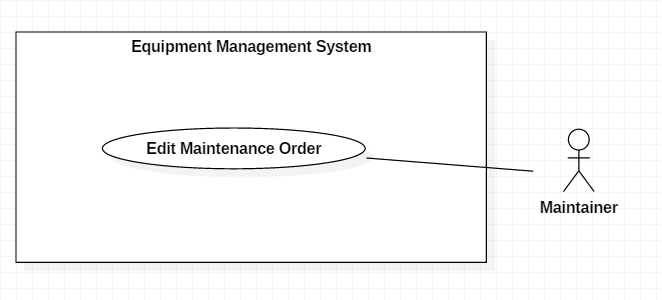 Equipment Management System
Edit Maintenance Order
Maintainer